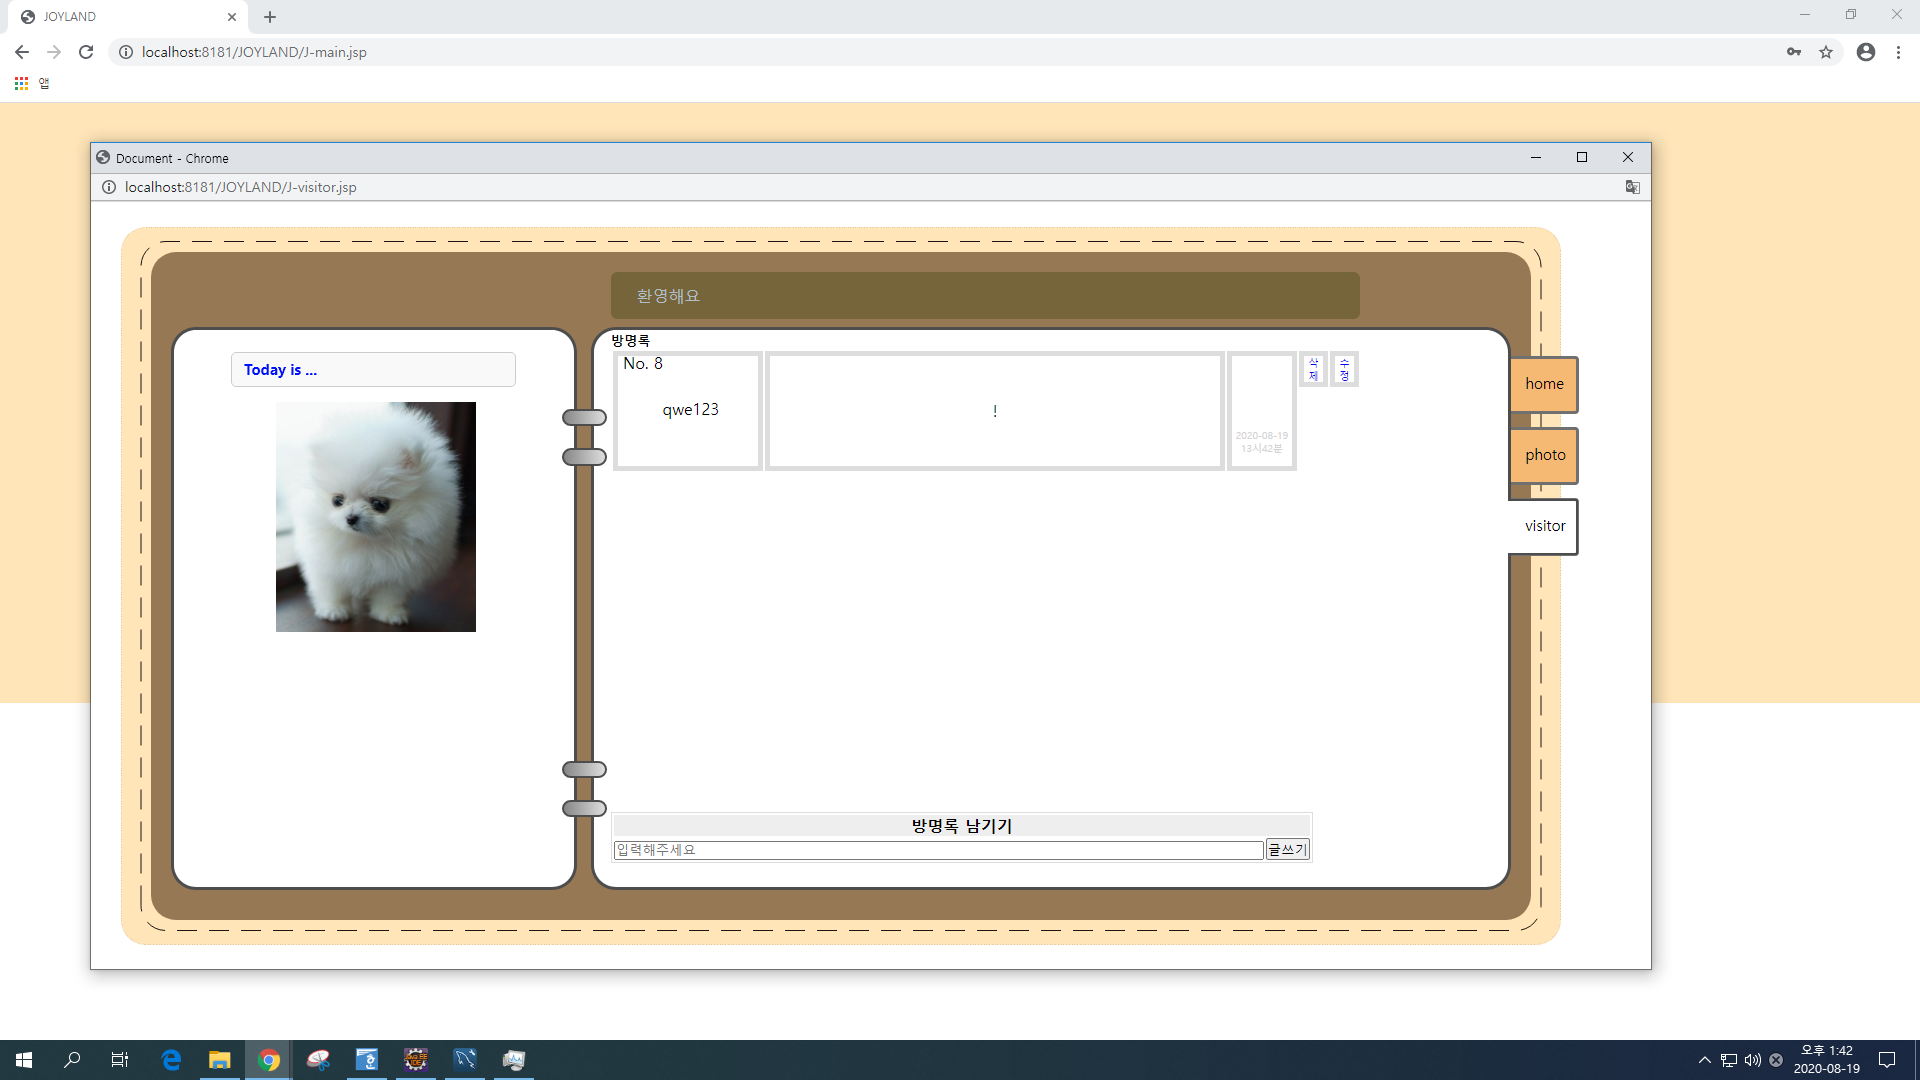 JOYLAND
localhost:8181/JOYLAND/J-main.jsp
앱
Document - Chrome
localhost:8181/JOYLAND/J-visitor.jsp
환영해요
Today is ...
방명록
No. 8
qwe123
!
2020-08-19
13시42분
삭
제
수
정
home
photo
visitor
방명록 남기기
입력해주세요
글쓰기
오후 1:42
2020-08-19